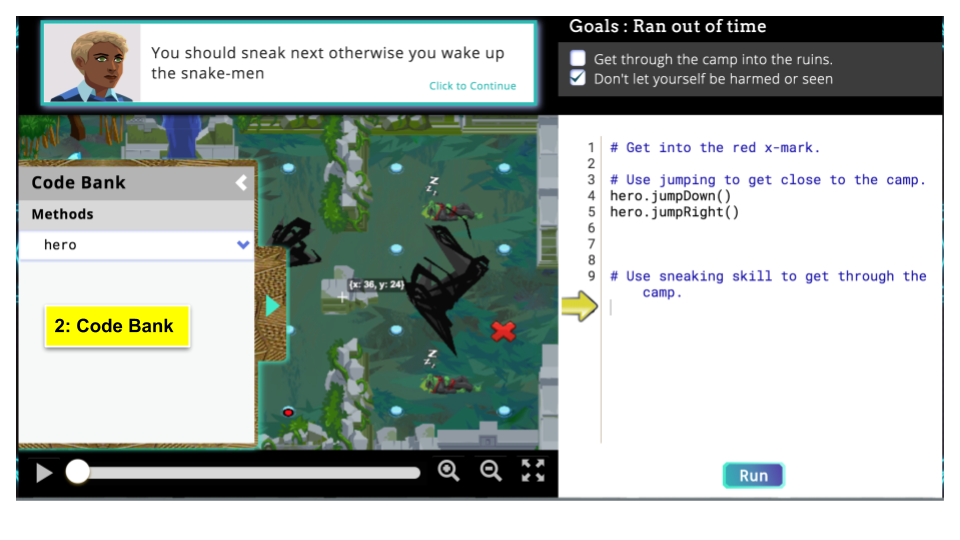 Goals : Ran out of time
You should sneak next otherwise you wake up
the snake-men
Click to Continue
Get through the camp into the ruins.
Don't let yourself be harmed or seen
Code Bank
Methods
hero
2: Code Bank
z
z
z
{x: 36, y: 24}
z
z
z
1 # Get into the red x-mark.
2
3 # Use jumping to get close to the camp.
4 hero.jumpDown()
5 hero.jumpRight()
6
7
8
9 # Use sneaking skill to get through the
camp.
Run